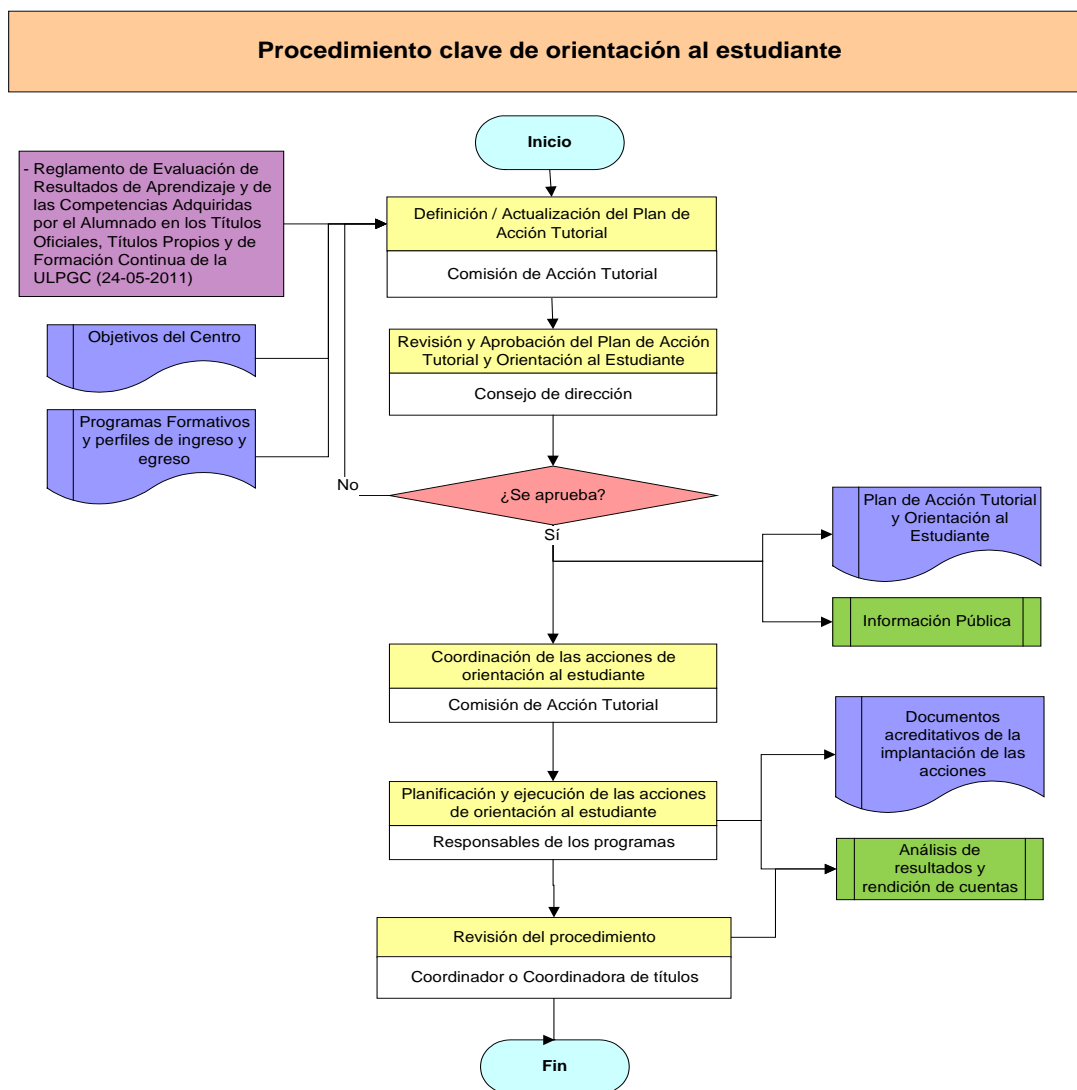 Procedimiento clave de orientación al estudiante
Inicio
- Reglamento de Evaluación de
Resultados de Aprendizaje y de
las Competencias Adquiridas
por el Alumnado en los Títulos
Oficiales, Títulos Propios y de
Formación Continua de la
ULPGC (24-05-2011)
Definición / Actualización del Plan de
Acción Tutorial
Comisión de Acción Tutorial
Objetivos del Centro
Revisión y Aprobación del Plan de Acción
Tutorial y Orientación al Estudiante
Consejo de dirección
Programas Formativos
y perfiles de ingreso y
egreso
No
¿Se aprueba?
Sí
Plan de Acción Tutorial
y Orientación al
Estudiante
Información Pública
Coordinación de las acciones de
orientación al estudiante
Comisión de Acción Tutorial
Documentos
acreditativos de la
implantación de las
acciones
Planificación y ejecución de las acciones
de orientación al estudiante
Responsables de los programas
Análisis de
resultados y
rendición de cuentas
Revisión del procedimiento
Coordinador o Coordinadora de títulos
Fin